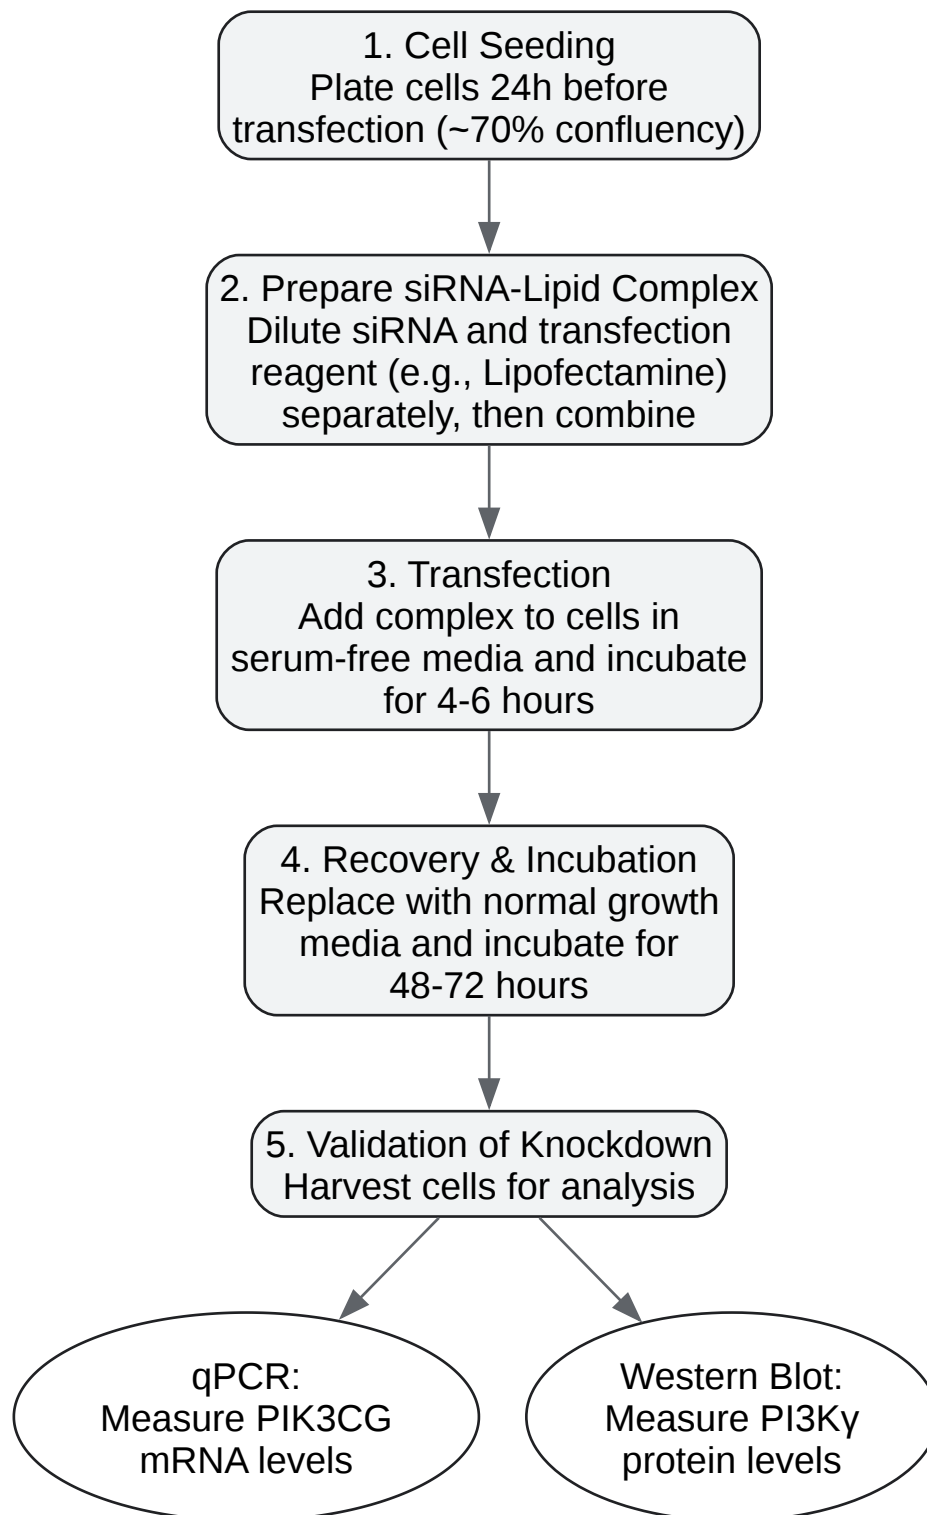 1. Cell Seeding
Plate cells 24h before
transfection (~70% confluency)
2. Prepare siRNA-Lipid Complex
Dilute siRNA and transfection
reagent (e.g., Lipofectamine)
separately, then combine
3. Transfection
Add complex to cells in
serum-free media and incubate
for 4-6 hours
4. Recovery & Incubation
Replace with normal growth
media and incubate for
48-72 hours
5. Validation of Knockdown
Harvest cells for analysis
qPCR:
Measure PIK3CG
mRNA levels
Western Blot:
Measure PI3Kγ
protein levels